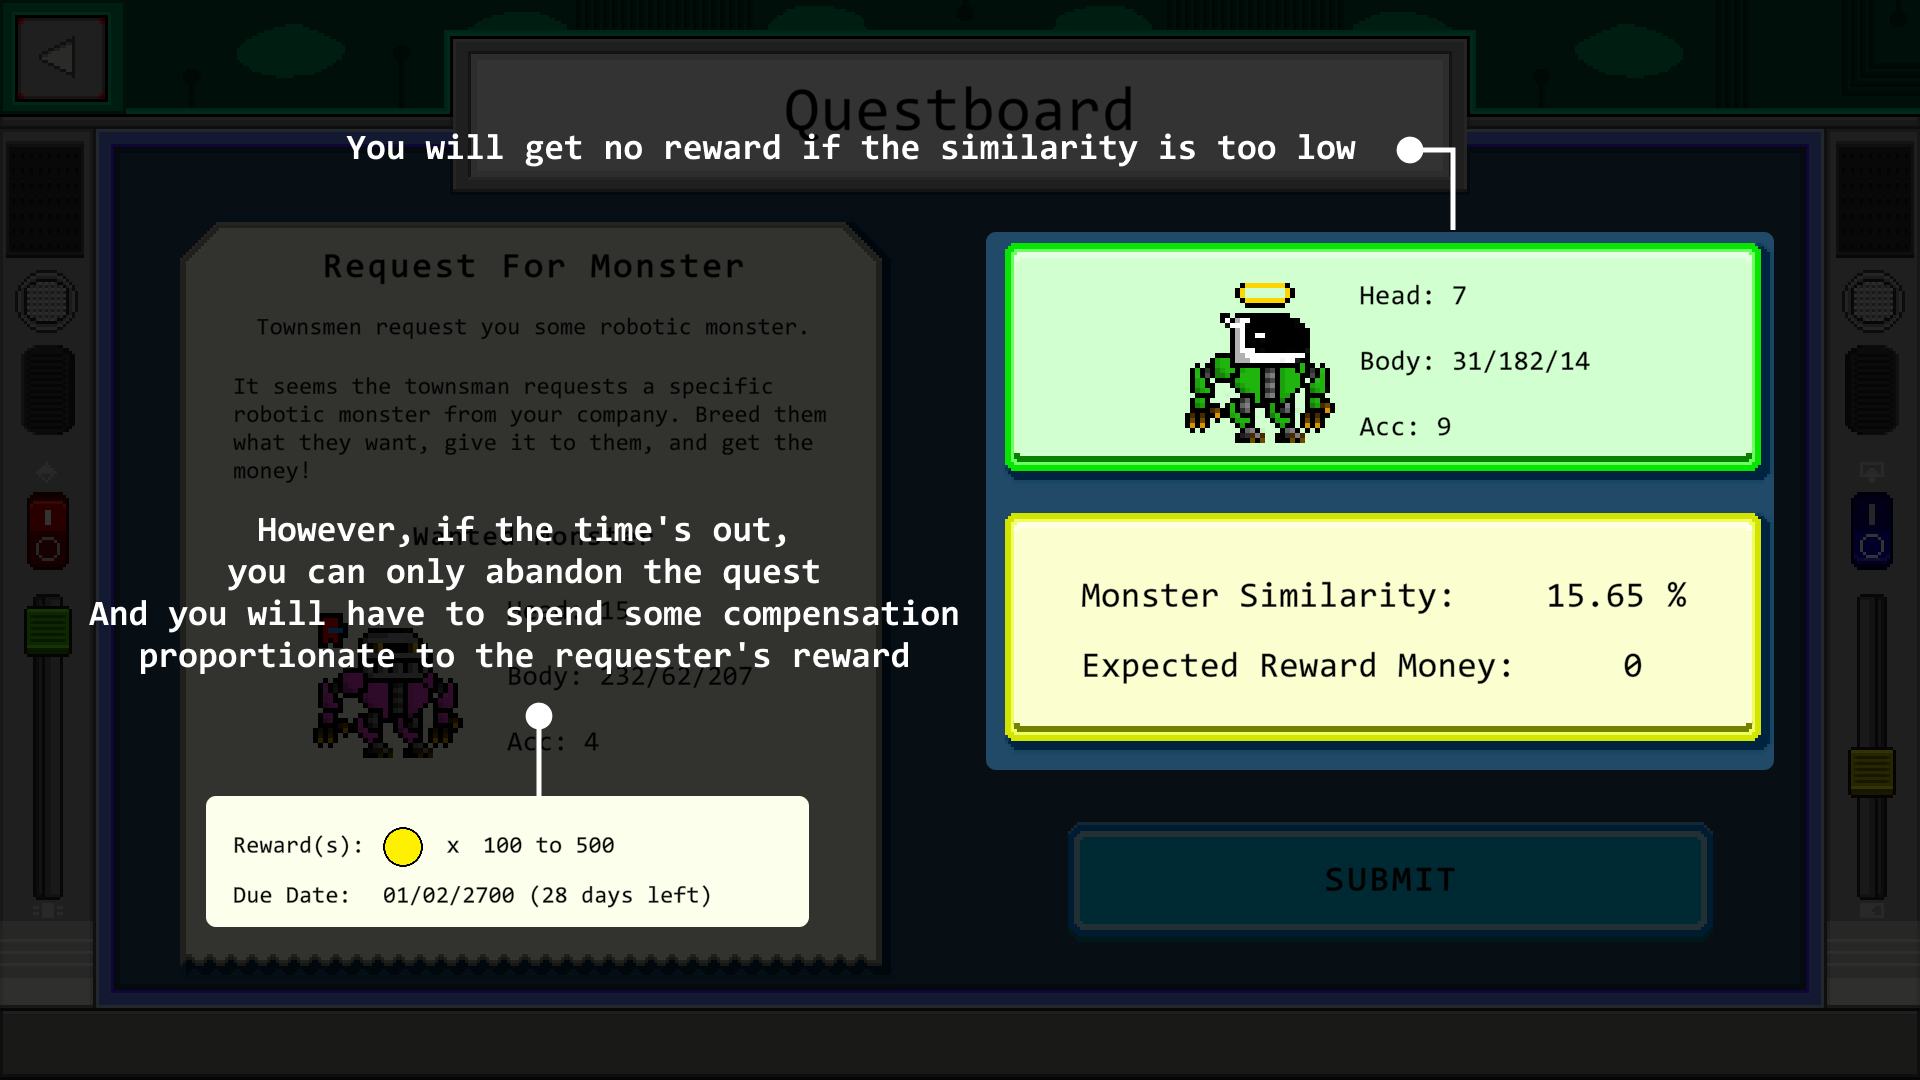 Questboard
You will get no reward if the similarity is too low
Request For Monster
Townsmen request you some robotic monster.
It seems the townsman requests a specific
robotic monster from your company. Breed them
what they want, give it to them, and get the
money!
Wanted Monster
However, if the time's out,
you can only abandon the quest
And you will have to spend some compensation
proportionate to the requester's reward
Head: 15
Body: 232/62/207
Acc: 4
Reward(s): x 100 to 500
Due Date: 01/02/2700 (28 days left)
Head: 7
Body: 31/182/14
Acc: 9
Monster Similarity: 15.65 %
Expected Reward Money: 0
SUBMIT